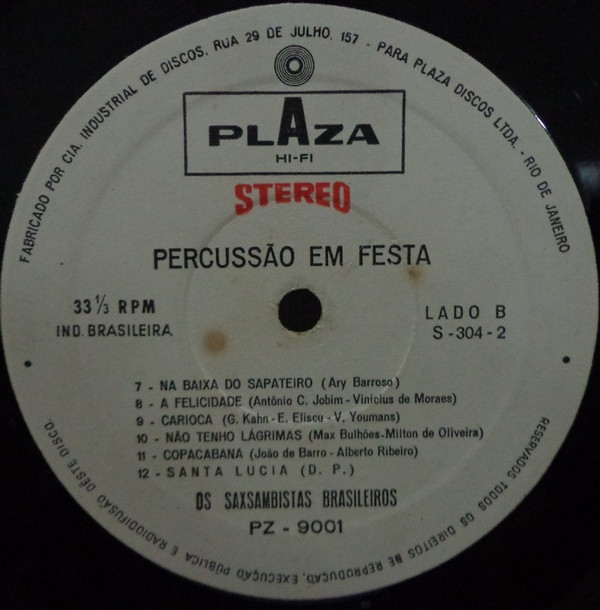 FABRICADO POR CIA. INDUSTRIAL DE DISCOS, RUA 29 DE JULHO, 157 - PARA PLAZA DISCOS LTDA. - RIO DE JANEIRO
PLAZA
HI-FI
STEREO
PERCUSSÃO EM FESTA
33 1/3 RPM
IND. BRASILEIRA
LADO B
S-304-2
7 - NA BAIXA DO SAPATEIRO (Ary Barroso)
8 - A FELICIDADE (Antônio C. Jobim - Vinicius de Moraes)
9 - CARIOCA (G. Kahn - E. Eliscu - V. Youmans)
10 - NÃO TENHO LÁGRIMAS (Max Bulhões-Milton de Oliveira)
11 - COPACABANA (João de Barro - Alberto Ribeiro)
12 - SANTA LUCIA (D. P.)
OS SAXSAMBISTAS BRASILEIROS
PZ - 9001
RESERVADOS TODOS OS DIREITOS DE REPRODUÇÃO, EXECUÇÃO PÚBLICA E RADIODIFUSÃO DÊSTE DISCO.